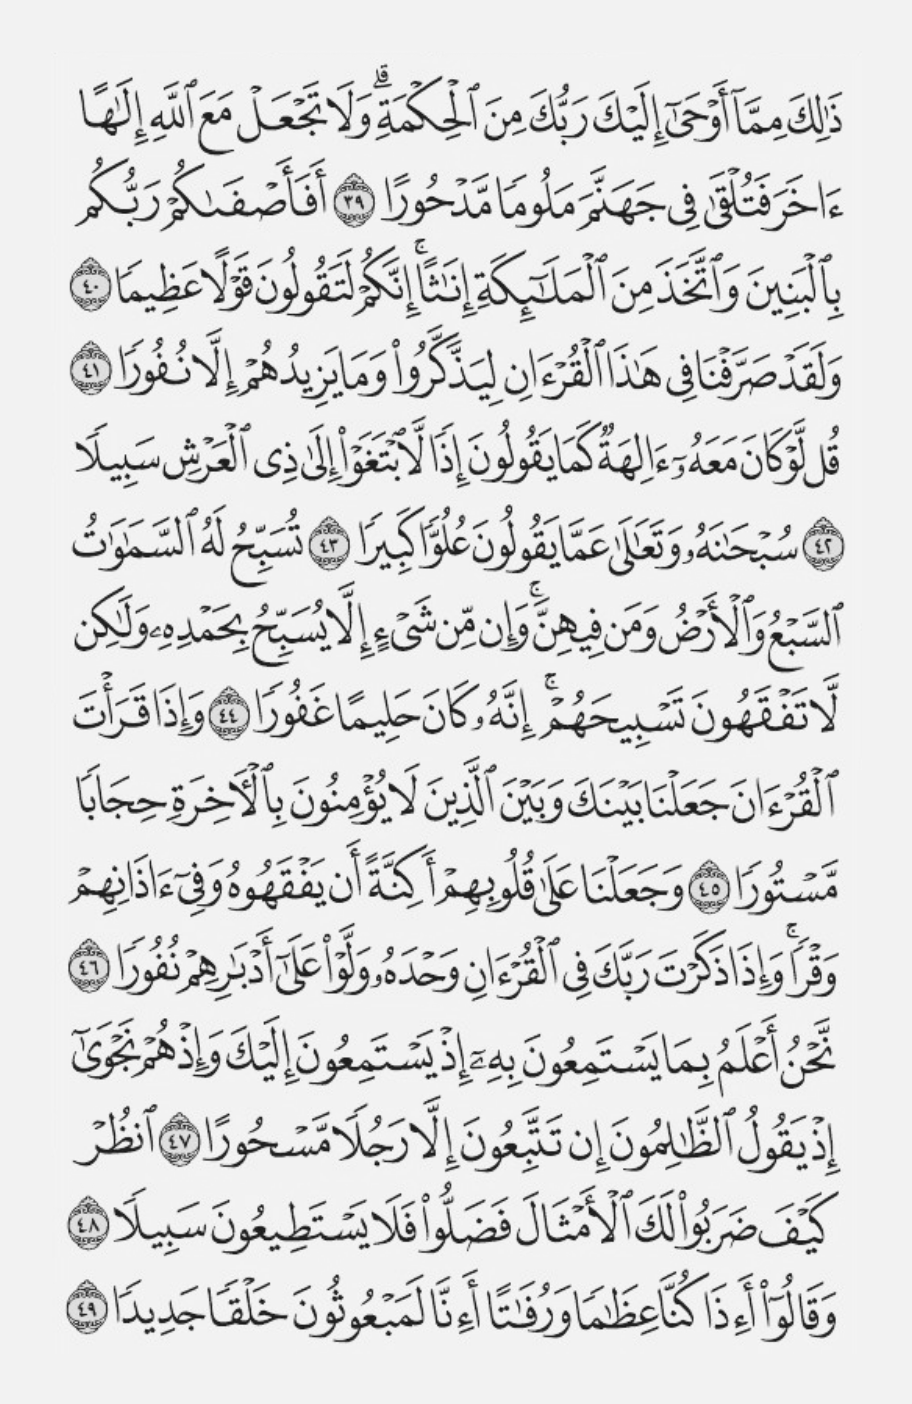 ذَٰلِكَ مِمَّآ أَوۡحَىٰٓ إِلَيۡكَ رَبُّكَ مِنَ ٱلۡحِكۡمَةِۗ وَلَا تَجۡعَلۡ مَعَ ٱللَّهِ إِلَٰهًا
ءَاخَرَ فَتُلۡقَىٰ فِي جَهَنَّمَ مَلُومٗا مَّدۡحُورًا ٣٩ أَفَأَصۡفَىٰكُمۡ رَبُّكُم
بِٱلۡبَنِينَ وَٱتَّخَذَ مِنَ ٱلۡمَلَٰٓئِكَةِ إِنَٰثًاۚ إِنَّكُمۡ لَتَقُولُونَ قَوۡلًا عَظِيمٗا ٤٠
وَلَقَدۡ صَرَّفۡنَا فِي هَٰذَا ٱلۡقُرۡءَانِ لِيَذَّكَّرُواْ وَمَا يَزِيدُهُمۡ إِلَّا نُفُورٗا ٤١
قُل لَّوۡ كَانَ مَعَهُۥٓ ءَالِهَةٞ كَمَا يَقُولُونَ إِذٗا لَّٱبۡتَغَوۡاْ إِلَىٰ ذِي ٱلۡعَرۡشِ سَبِيلٗا
٤٢ سُبۡحَٰنَهُۥ وَتَعَٰلَىٰ عَمَّا يَقُولُونَ عُلُوّٗا كَبِيرٗا ٤٣ تُسَبِّحُ لَهُ ٱلسَّمَٰوَٰتُ
ٱلسَّبۡعُ وَٱلۡأَرۡضُ وَمَن فِيهِنَّۚ وَإِن مِّن شَيۡءٍ إِلَّا يُسَبِّحُ بِحَمۡدِهِۦ وَلَٰكِن
لَّا تَفۡقَهُونَ تَسۡبِيحَهُمۡۚ إِنَّهُۥ كَانَ حَلِيمًا غَفُورٗا ٤٤ وَإِذَا قَرَأۡتَ
ٱلۡقُرۡءَانَ جَعَلۡنَا بَيۡنَكَ وَبَيۡنَ ٱلَّذِينَ لَا يُؤۡمِنُونَ بِٱلۡأٓخِرَةِ حِجَابٗا
مَّسۡتُورٗا ٤٥ وَجَعَلۡنَا عَلَىٰ قُلُوبِهِمۡ أَكِنَّةً أَن يَفۡقَهُوهُ وَفِيٓ ءَاذَانِهِمۡ
وَقۡرٗاۚ وَإِذَا ذَكَرۡتَ رَبَّكَ فِي ٱلۡقُرۡءَانِ وَحۡدَهُۥ وَلَّوۡاْ عَلَىٰٓ أَدۡبَٰرِهِمۡ نُفُورٗا ٤٦
نَّحۡنُ أَعۡلَمُ بِمَا يَسۡتَمِعُونَ بِهِۦٓ إِذۡ يَسۡتَمِعُونَ إِلَيۡكَ وَإِذۡ هُمۡ نَجۡوَىٰٓ
إِذۡ يَقُولُ ٱلظَّٰلِمُونَ إِن تَتَّبِعُونَ إِلَّا رَجُلٗا مَّسۡحُورًا ٤٧ ٱنظُرۡ
كَيۡفَ ضَرَبُواْ لَكَ ٱلۡأَمۡثَالَ فَضَلُّواْ فَلَا يَسۡتَطِيعُونَ سَبِيلٗا ٤٨
وَقَالُوٓاْ أَءِذَا كُنَّا عِظَٰمٗا وَرُفَٰتًا أَءِنَّا لَمَبۡعُوثُونَ خَلۡقٗا جَدِيدٗا ٤٩